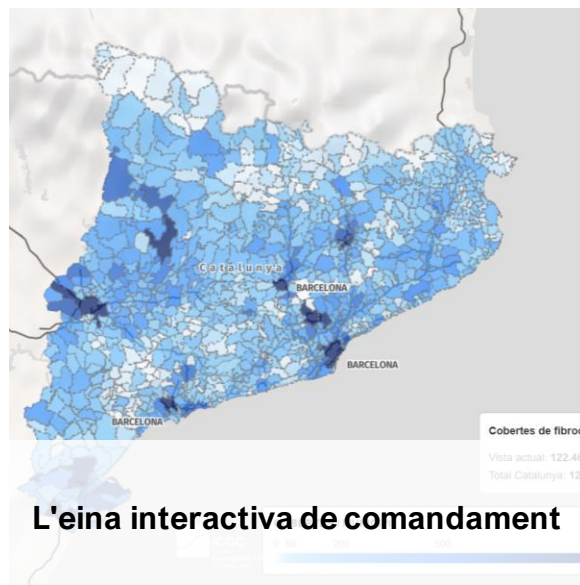 Catalunya
BARCELONA
BARCELONA
BARCELONA
Cobertes de fibroc
Vista actual: 122.46
Total Catalunya: 12
L'eina interactiva de comandament
0 50 200 500